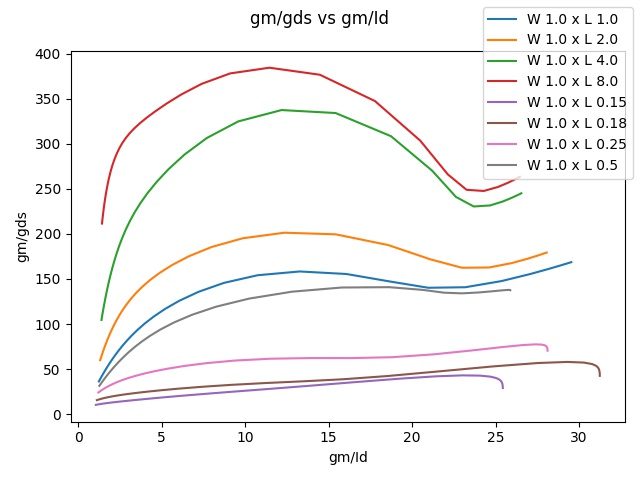 gm/gds vs gm/Id
W 1.0 x L 1.0
W 1.0 x L 2.0
W 1.0 x L 4.0
W 1.0 x L 8.0
W 1.0 x L 0.15
W 1.0 x L 0.18
W 1.0 x L 0.25
W 1.0 x L 0.5
gm/gds
400
350
300
250
200
150
100
50
0
0 5 10 15 20 25 30
gm/Id